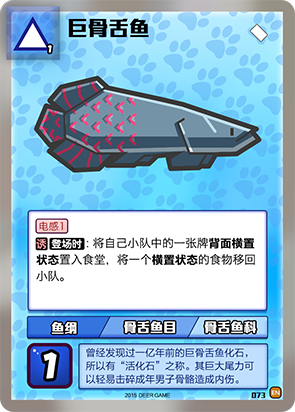 巨骨舌鱼
1
电感1
诱 登场时：将自己小队中的一张牌背面横置
状态置入食堂，将一个横置状态的食物移回
小队。
鱼纲 骨舌鱼目 骨舌鱼科
1
曾经发现过一亿年前的巨骨舌鱼化石，
所以有“活化石”之称。其巨大尾力可
以轻易击碎成年男子骨骼造成内伤。
2015 DEER GAME
073 EN